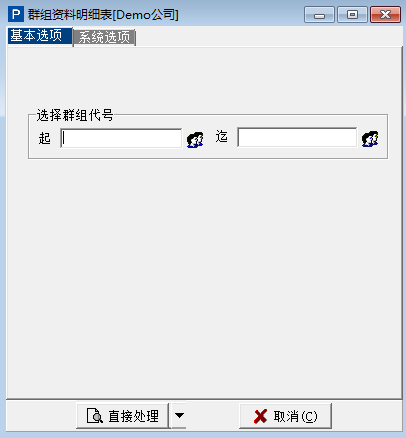 P 群组资料明细表[Demo公司]
基本选项 系统选项
选择群组代号
起 迄
直接处理 取消(C)